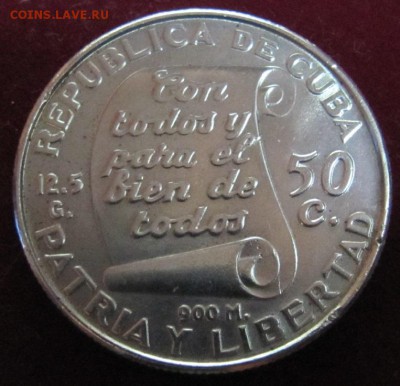 COINS.LAVE.RU
REPUBLICA DE CUBA
Con
todos y
para el
bien de
todos
12.5
G.
50
C.
900 M.
PATRIA Y LIBERTAD